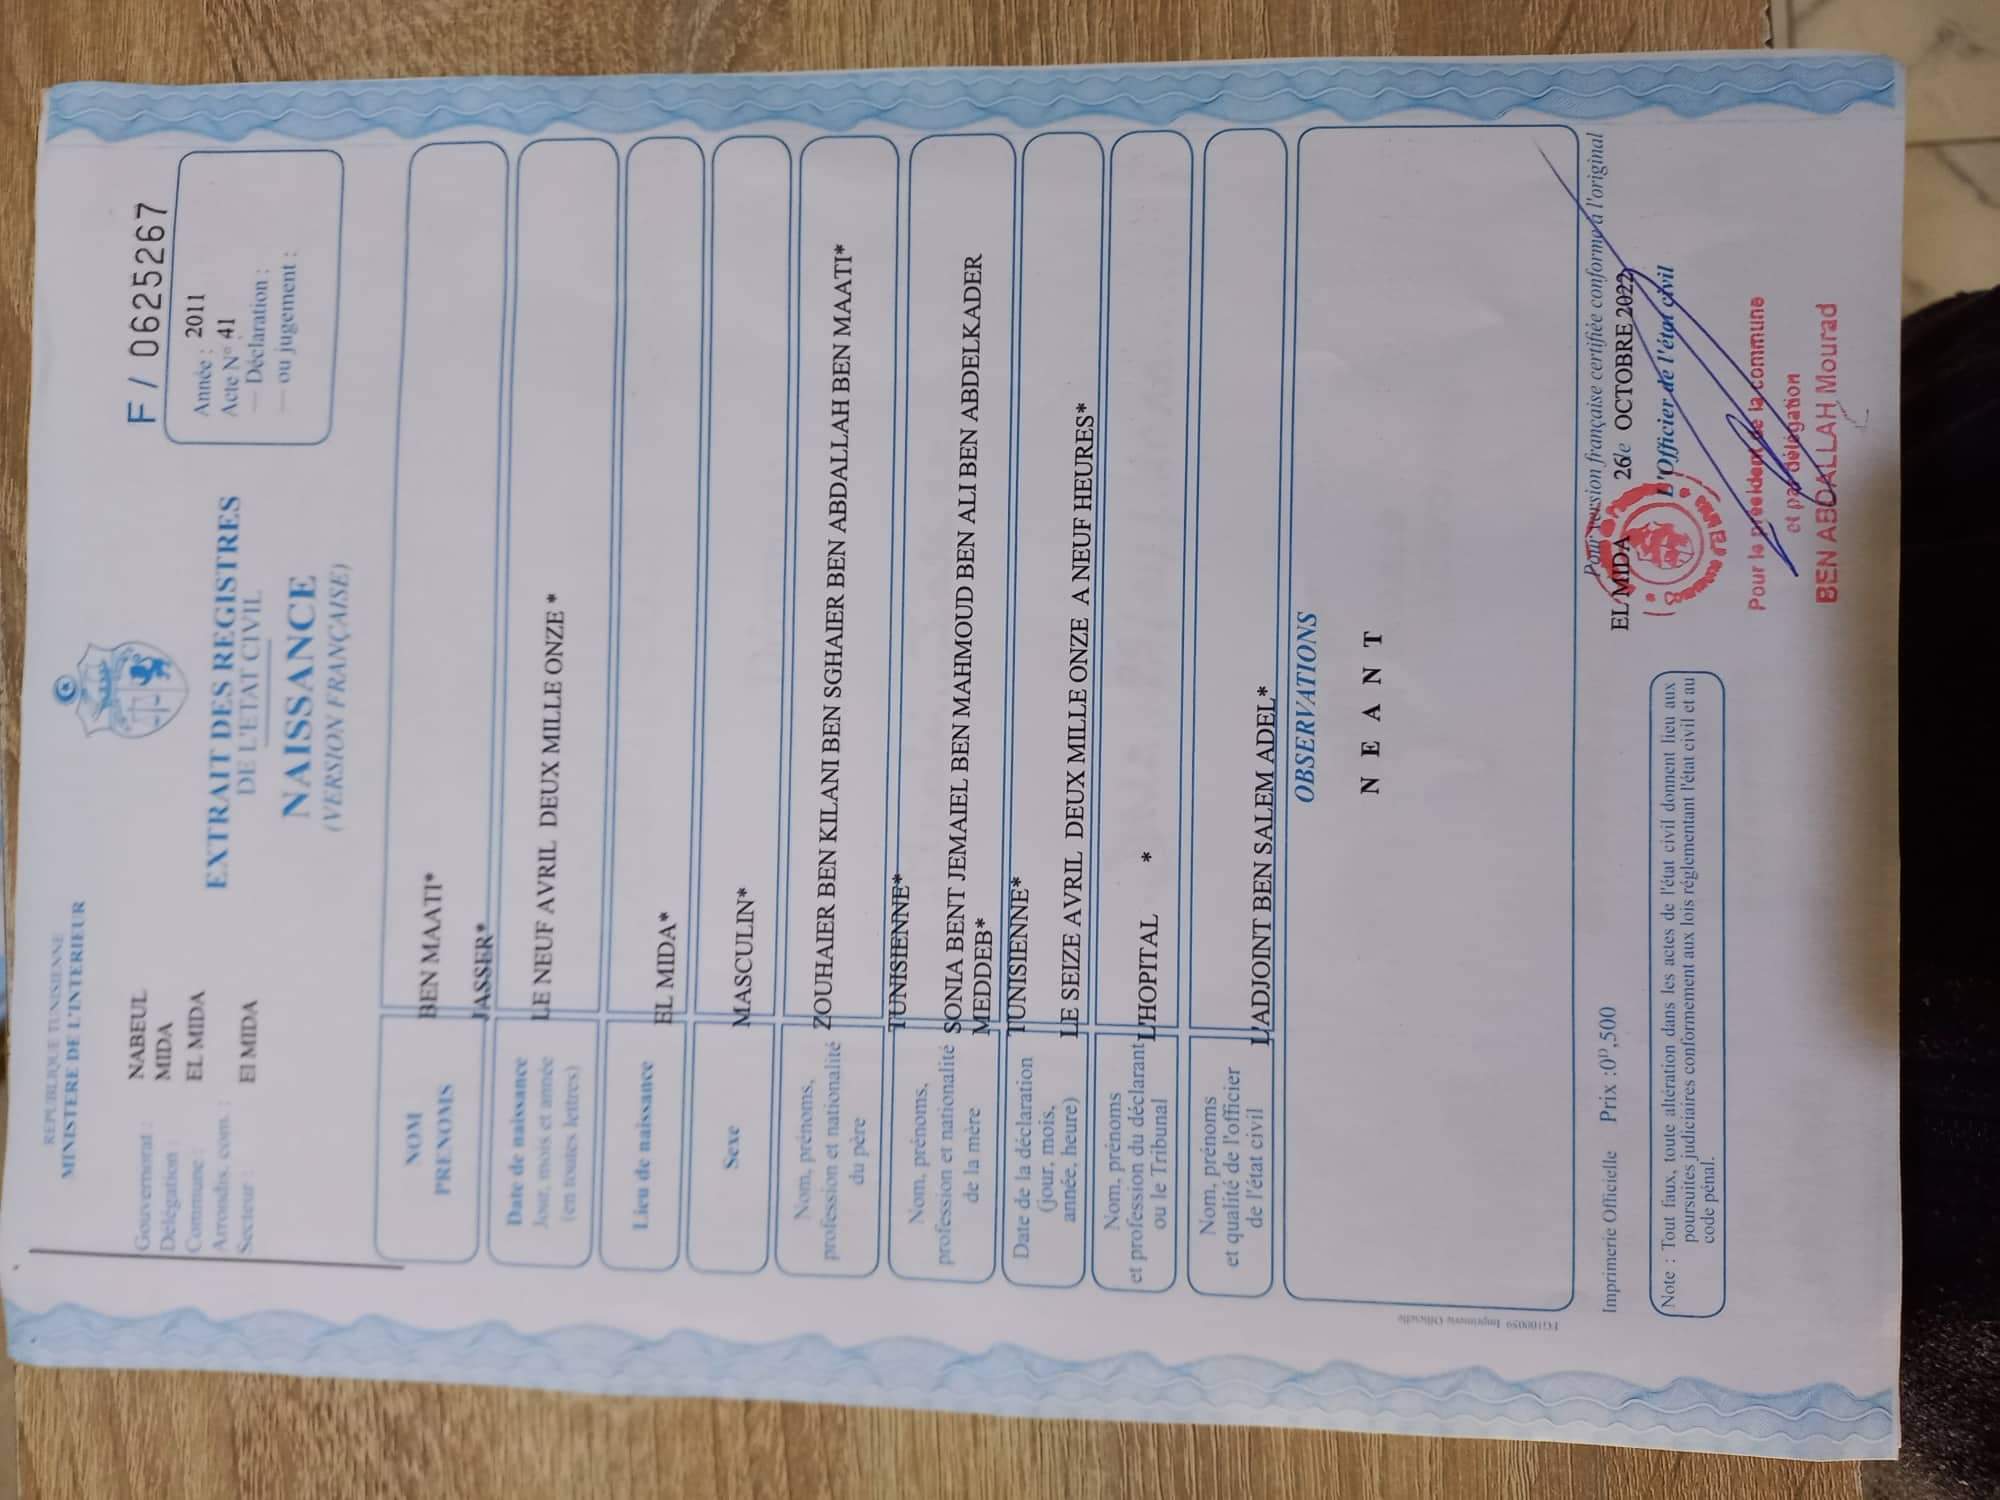 REPUBLIQUE TUNISIENNE
MINISTERE DE L'INTERIEUR
Gouvernorat : NABEUL
Délégation : MIDA
Commune : EL MIDA
Arrondis. com. :
Secteur : El MIDA
EXTRAIT DES REGISTRES
DE L'ETAT CIVIL
NAISSANCE
(VERSION FRANÇAISE)
F / 0625267
Année : 2011
Acte N° 41
— Déclaration :
— ou jugement :
NOM BEN MAATI*
PRENOMS JASSER*
Date de naissance
Jour, mois et année
(en toutes lettres)
LE NEUF AVRIL DEUX MILLE ONZE *
Lieu de naissance EL MIDA*
Sexe MASCULIN*
Nom, prénoms,
profession et nationalité
du père
ZOUHAIER BEN KILANI BEN SGHAIER BEN ABDALLAH BEN MAATI*
TUNISIENNE*
Nom, prénoms,
profession et nationalité
de la mère
SONIA BENT JEMAIEL BEN MAHMOUD BEN ALI BEN ABDELKADER
MEDDEB*
TUNISIENNE*
Date de la déclaration
(jour, mois,
année, heure)
LE SEIZE AVRIL DEUX MILLE ONZE A NEUF HEURES*
Nom, prénoms
et profession du déclarant
ou le Tribunal
L'HOPITAL *
Nom, prénoms
et qualité de l'officier
de l'état civil
L'ADJOINT BEN SALEM ADEL*
OBSERVATIONS
N E A N T
FG100059 Imprimerie Officielle
Imprimerie Officielle Prix :0ᴰ,500
Note : Tout faux, toute altération dans les actes de l'état civil donnent lieu aux
poursuites judiciaires conformement aux lois réglementant l'état civil et au
code pénal.
Pour version française certifiée conforme à l'original
EL MIDA 26le OCTOBRE 2022
L'Officier de l'état civil
Pour le président de la commune
et par délégation
BEN ABDALLAH Mourad